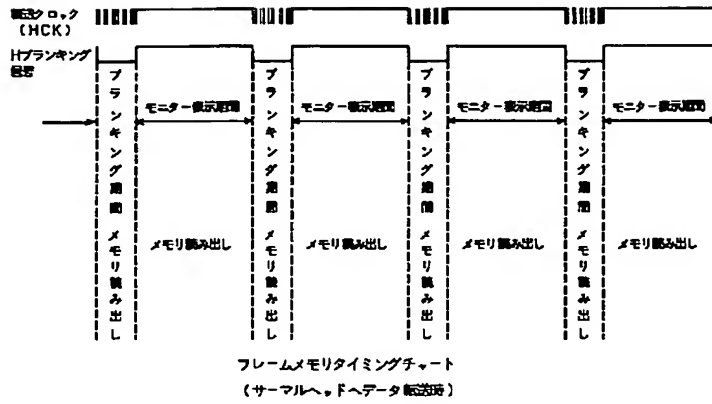 転送クロック
(HCK)
Hブランキング
信号
ブランキング期間 メモリ読み出し
モニター表示期間
メモリ読み出し
ブランキング期間 メモリ読み出し
モニター表示期間
メモリ読み出し
ブランキング期間 メモリ読み出し
モニター表示期間
メモリ読み出し
ブランキング期間 メモリ読み出し
モニター表示期間
メモリ読み出し
フレームメモリタイミングチャート
(サーマルヘッドへデータ転送時)